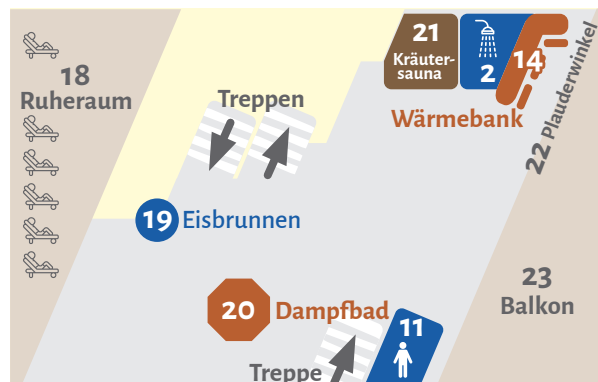 21
Kräuter-
sauna
2
14
Wärmebank
22 Plauderwinkel
18
Ruheraum
Treppen
19 Eisbrunnen
23
Balkon
20 Dampfbad
11
Treppe